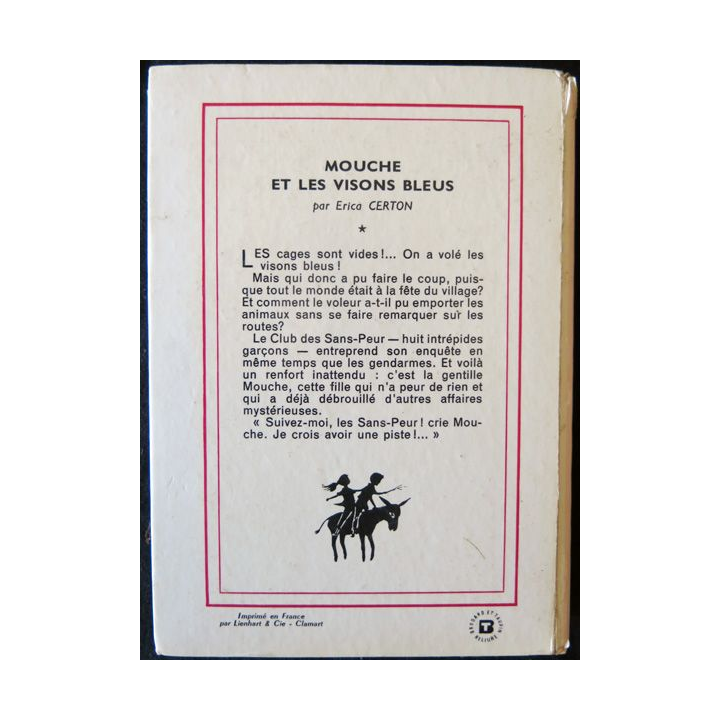 MOUCHE
ET LES VISONS BLEUS
par Erica CERTON
★
LES cages sont vides !... On a volé les
visons bleus !
Mais qui donc a pu faire le coup, puis-
que tout le monde était à la fête du village?
Et comment le voleur a-t-il pu emporter les
animaux sans se faire remarquer sur les
routes?
Le Club des Sans-Peur — huit intrépides
garçons — entreprend son enquête en
même temps que les gendarmes. Et voilà
un renfort inattendu : c'est la gentille
Mouche, cette fille qui n'a peur de rien et
qui a déjà débrouillé d'autres affaires
mystérieuses.
« Suivez-moi, les Sans-Peur ! crie Mou-
che. Je crois avoir une piste !... »
Imprimé en France
par Lienhart & Cie - Clamart
BRODARD ET TAUPIN
RELIURE